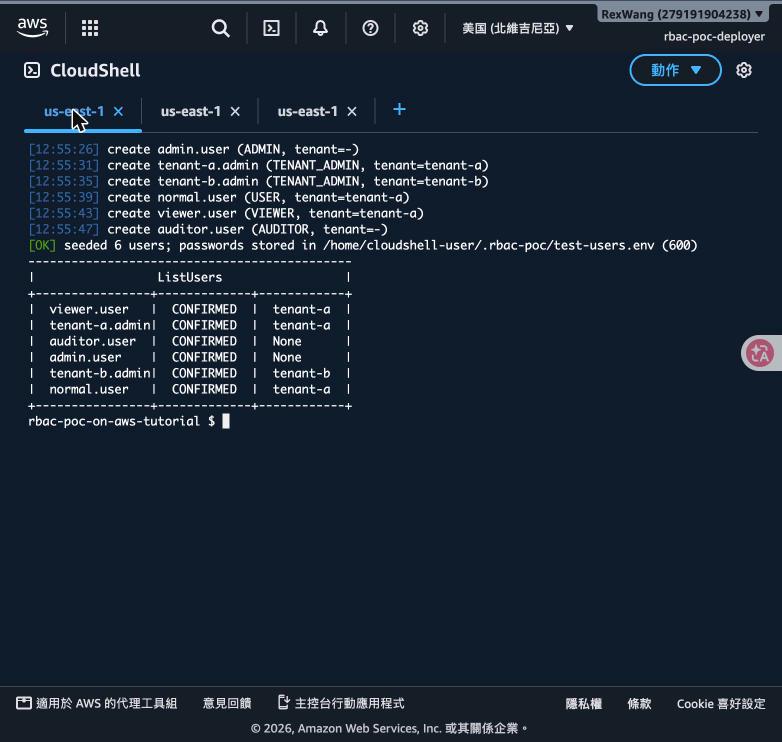 aws
RexWang (279191904238) ▼
美国 (北維吉尼亞) ▼
rbac-poc-deployer
CloudShell
動作 ▼
us-east-1 ×
us-east-1 ×
us-east-1 ×
+
[12:55:26] create admin.user (ADMIN, tenant=-)
[12:55:31] create tenant-a.admin (TENANT_ADMIN, tenant=tenant-a)
[12:55:35] create tenant-b.admin (TENANT_ADMIN, tenant=tenant-b)
[12:55:39] create normal.user (USER, tenant=tenant-a)
[12:55:43] create viewer.user (VIEWER, tenant=tenant-a)
[12:55:47] create auditor.user (AUDITOR, tenant=-)
[OK] seeded 6 users; passwords stored in /home/cloudshell-user/.rbac-poc/test-users.env (600)
---------------------------------------------
|                 ListUsers                 |
+----------------+-------------+------------+
|  viewer.user   |  CONFIRMED  |  tenant-a  |
|  tenant-a.admin|  CONFIRMED  |  tenant-a  |
|  auditor.user  |  CONFIRMED  |  None      |
|  admin.user    |  CONFIRMED  |  None      |
|  tenant-b.admin|  CONFIRMED  |  tenant-b  |
|  normal.user   |  CONFIRMED  |  tenant-a  |
+----------------+-------------+------------+
rbac-poc-on-aws-tutorial $
適用於 AWS 的代理工具組
意見回饋
主控台行動應用程式
隱私權
條款
Cookie 喜好設定
© 2026, Amazon Web Services, Inc. 或其關係企業。